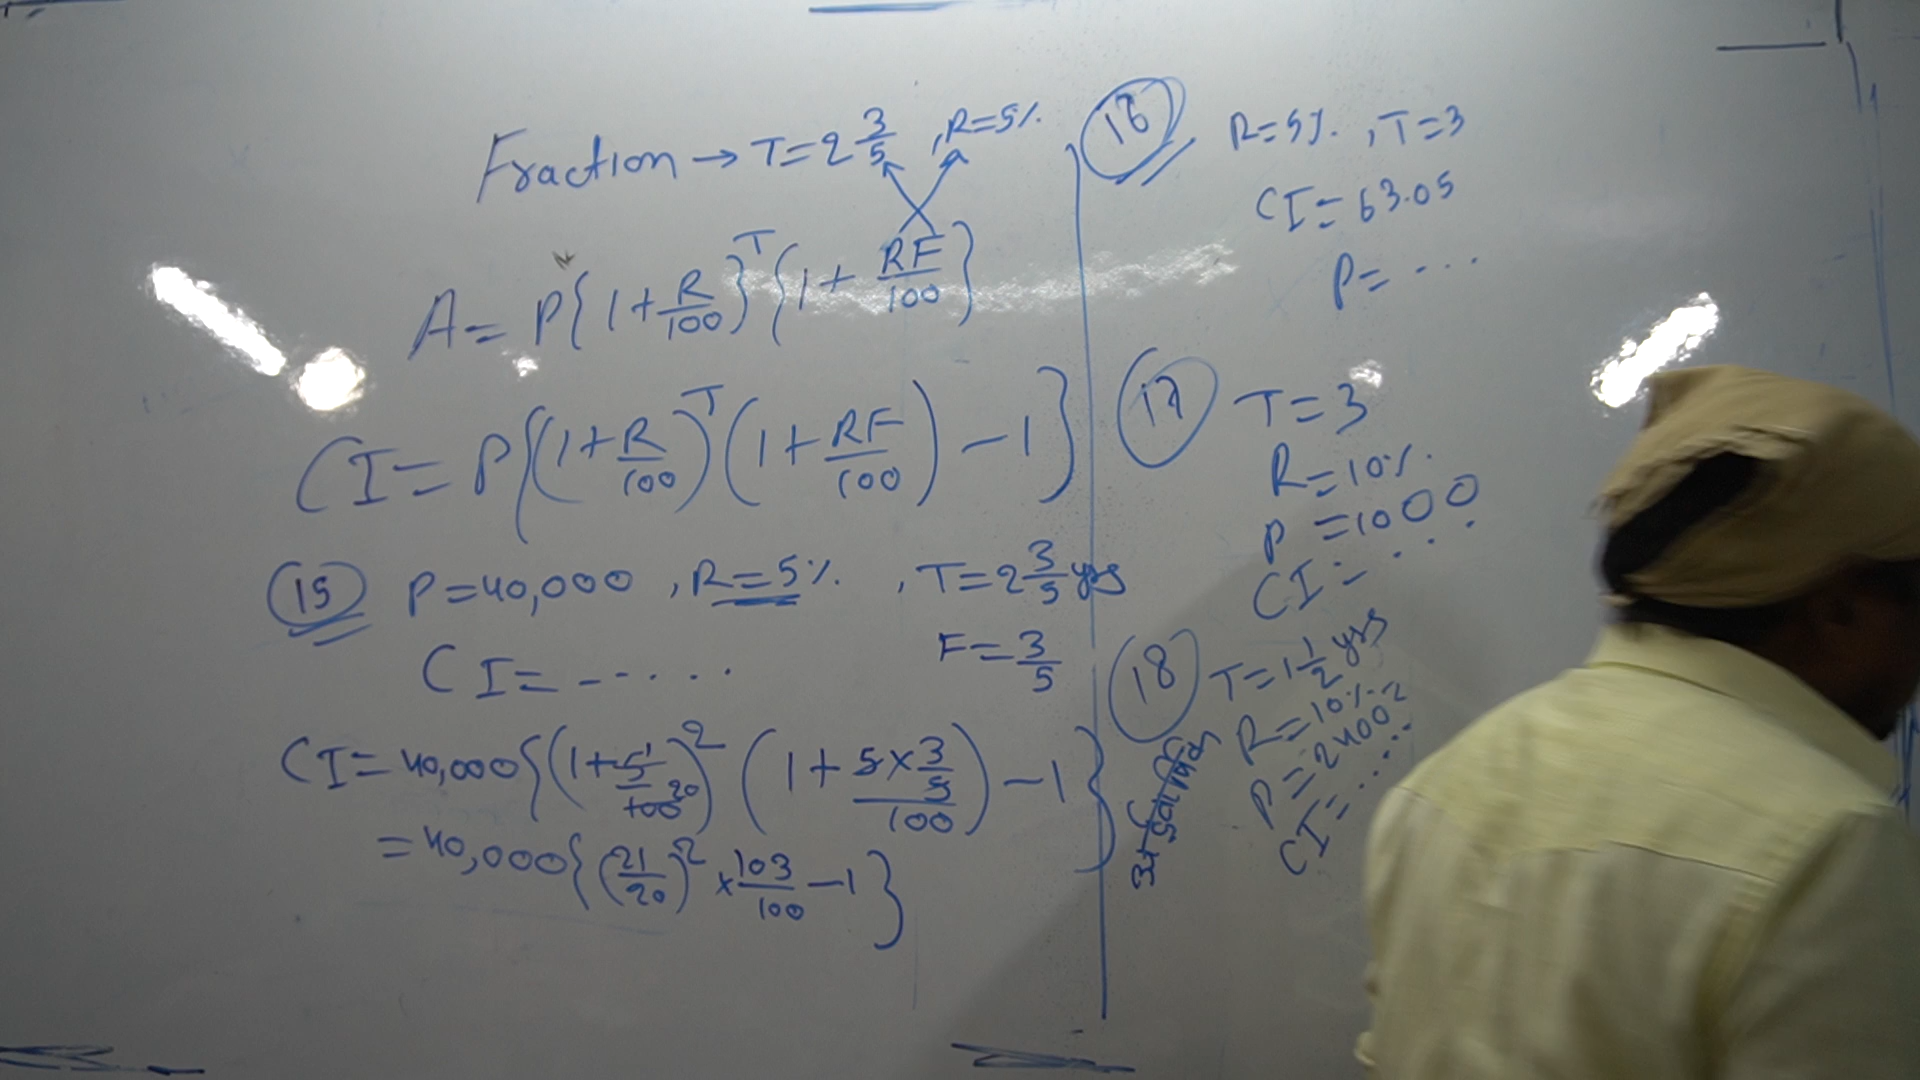 Fraction → T = 2 3/5 , R = 5%
A = P{1 + R/100}^T {1 + RF/100}
CI = P{(1 + R/100)^T (1 + RF/100) - 1}
(15) P = 40,000 , R = 5% , T = 2 3/5 yrs
CI = ------ F = 3/5
CI = 40,000{(1 + 5/100)^2 (1 + 5 × 3/5 / 100) - 1}
= 40,000{(21/20)^2 × 103/100 - 1}
(16) R = 5% , T = 3
CI = 63.05
P = ....
(17) T = 3
R = 10%
P = 1000
CI = ....
(18) T = 1 1/2 yrs
R = 10%
P = 2400
CI = .....